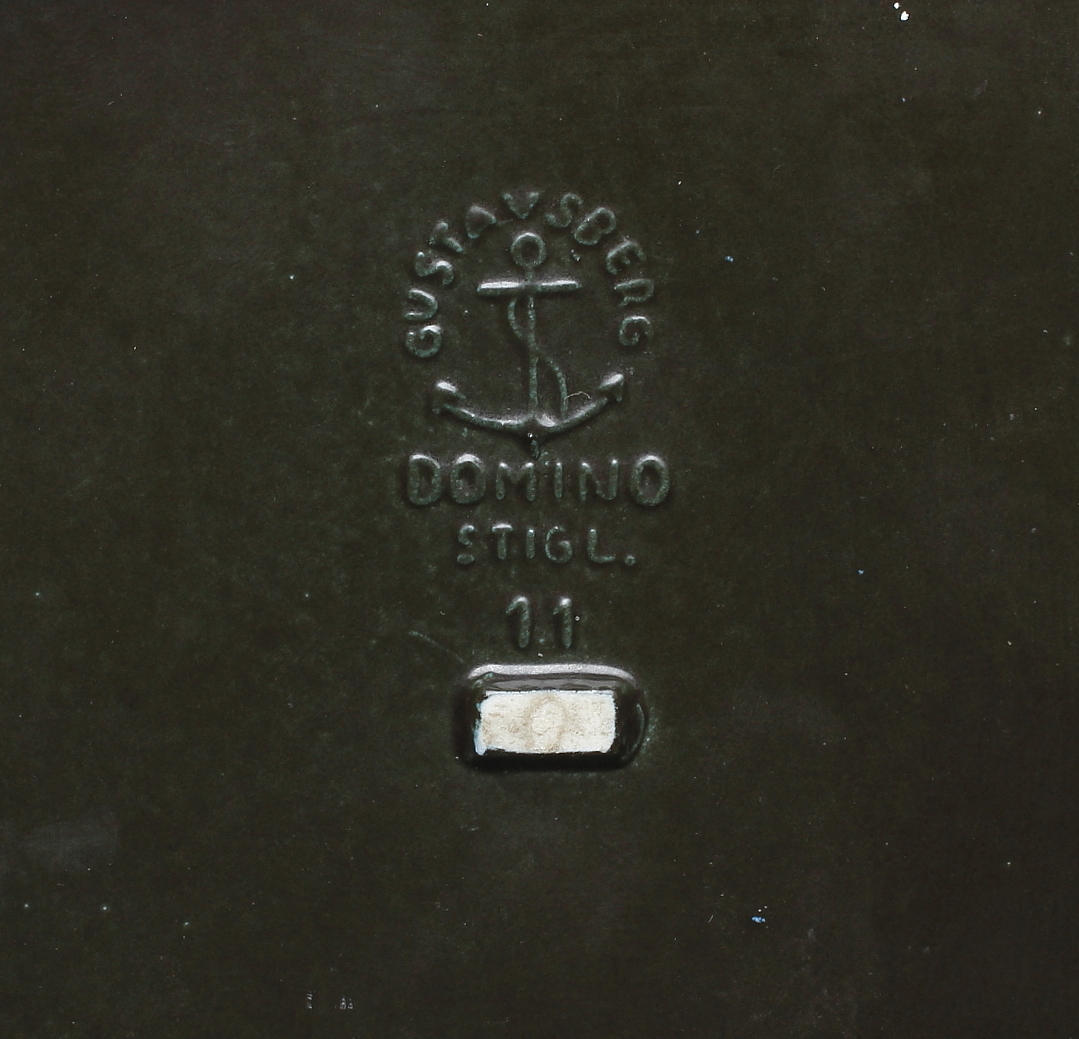 GUSTAVSBERG
DOMINO
STIGL.
11